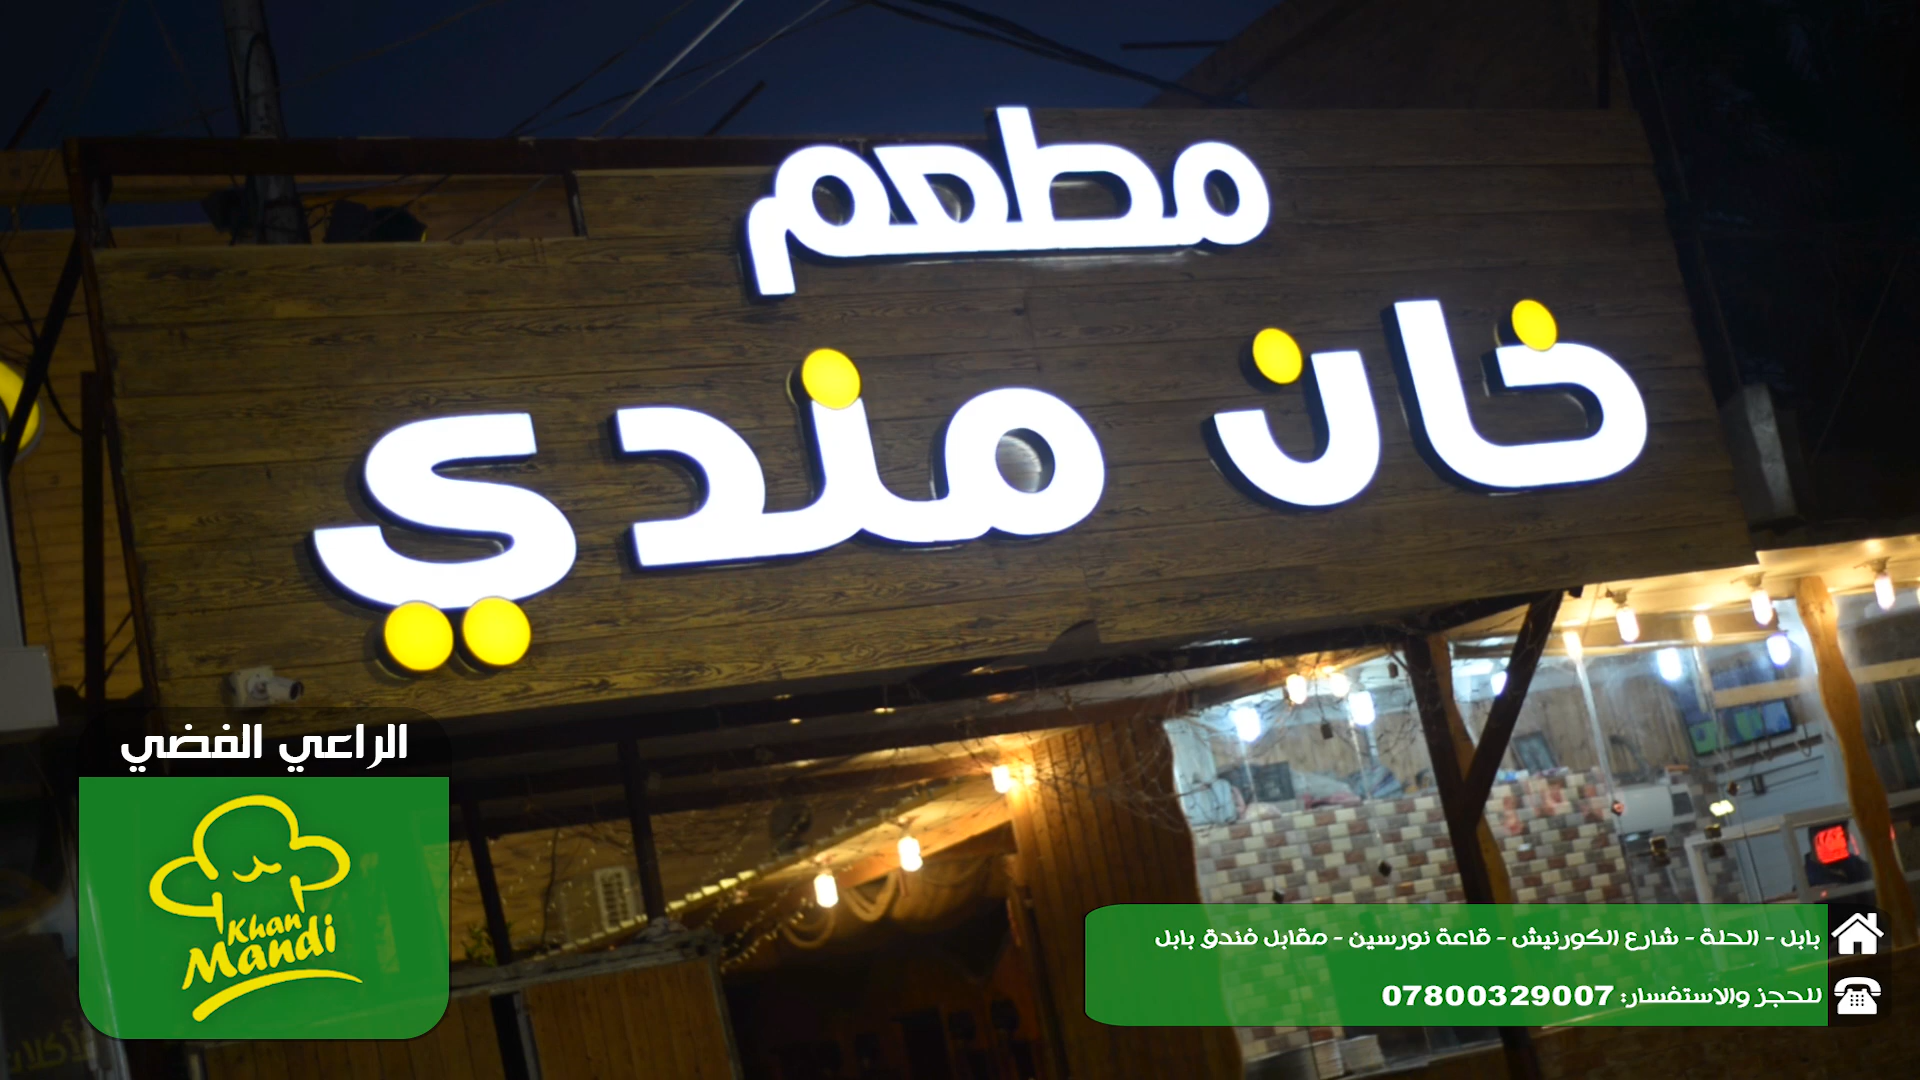 مطعم
خان مندي
الراعي الفضي
Khan
Mandi
بابل - الحلة - شارع الكورنيش - قاعة نورسين - مقابل فندق بابل
للحجز والاستفسار: 07800329007